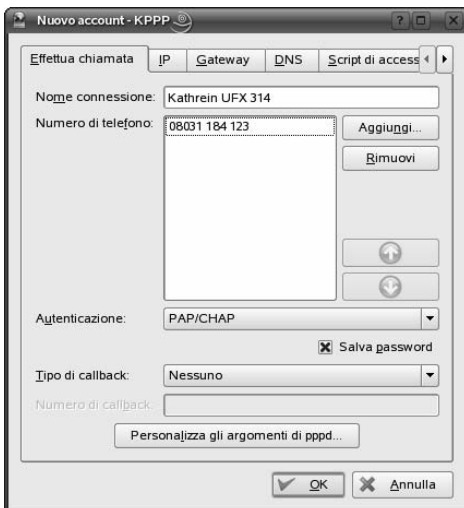 Nuovo account - KPPP
Effettua chiamata
IP
Gateway
DNS
Script di access
Nome connessione:
Kathrein UFX 314
Numero di telefono:
08031 184 123
Aggiungi...
Rimuovi
Autenticazione:
PAP/CHAP
Salva password
Tipo di callback:
Nessuno
Numero di callback:
Personalizza gli argomenti di pppd...
OK
Annulla